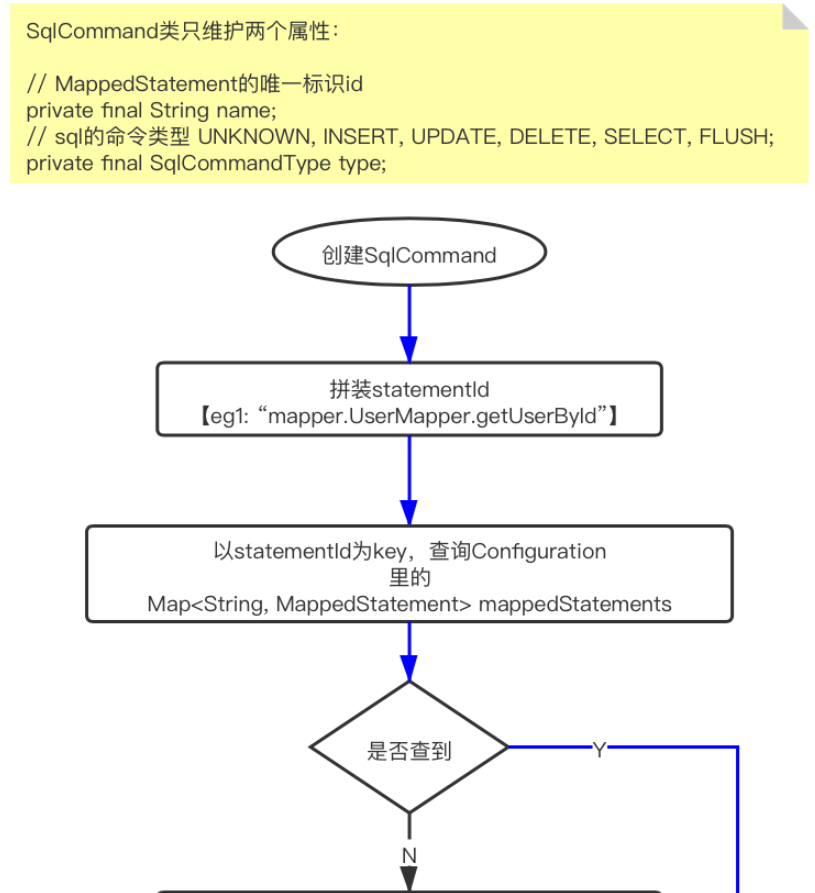 SqlCommand类只维护两个属性：
// MappedStatement的唯一标识id
private final String name;
// sql的命令类型 UNKNOWN, INSERT, UPDATE, DELETE, SELECT, FLUSH;
private final SqlCommandType type;
创建SqlCommand
拼装statementId
【eg1: “mapper.UserMapper.getUserById”】
以statementId为key，查询Configuration
里的
Map<String, MappedStatement> mappedStatements
是否查到
Y
N